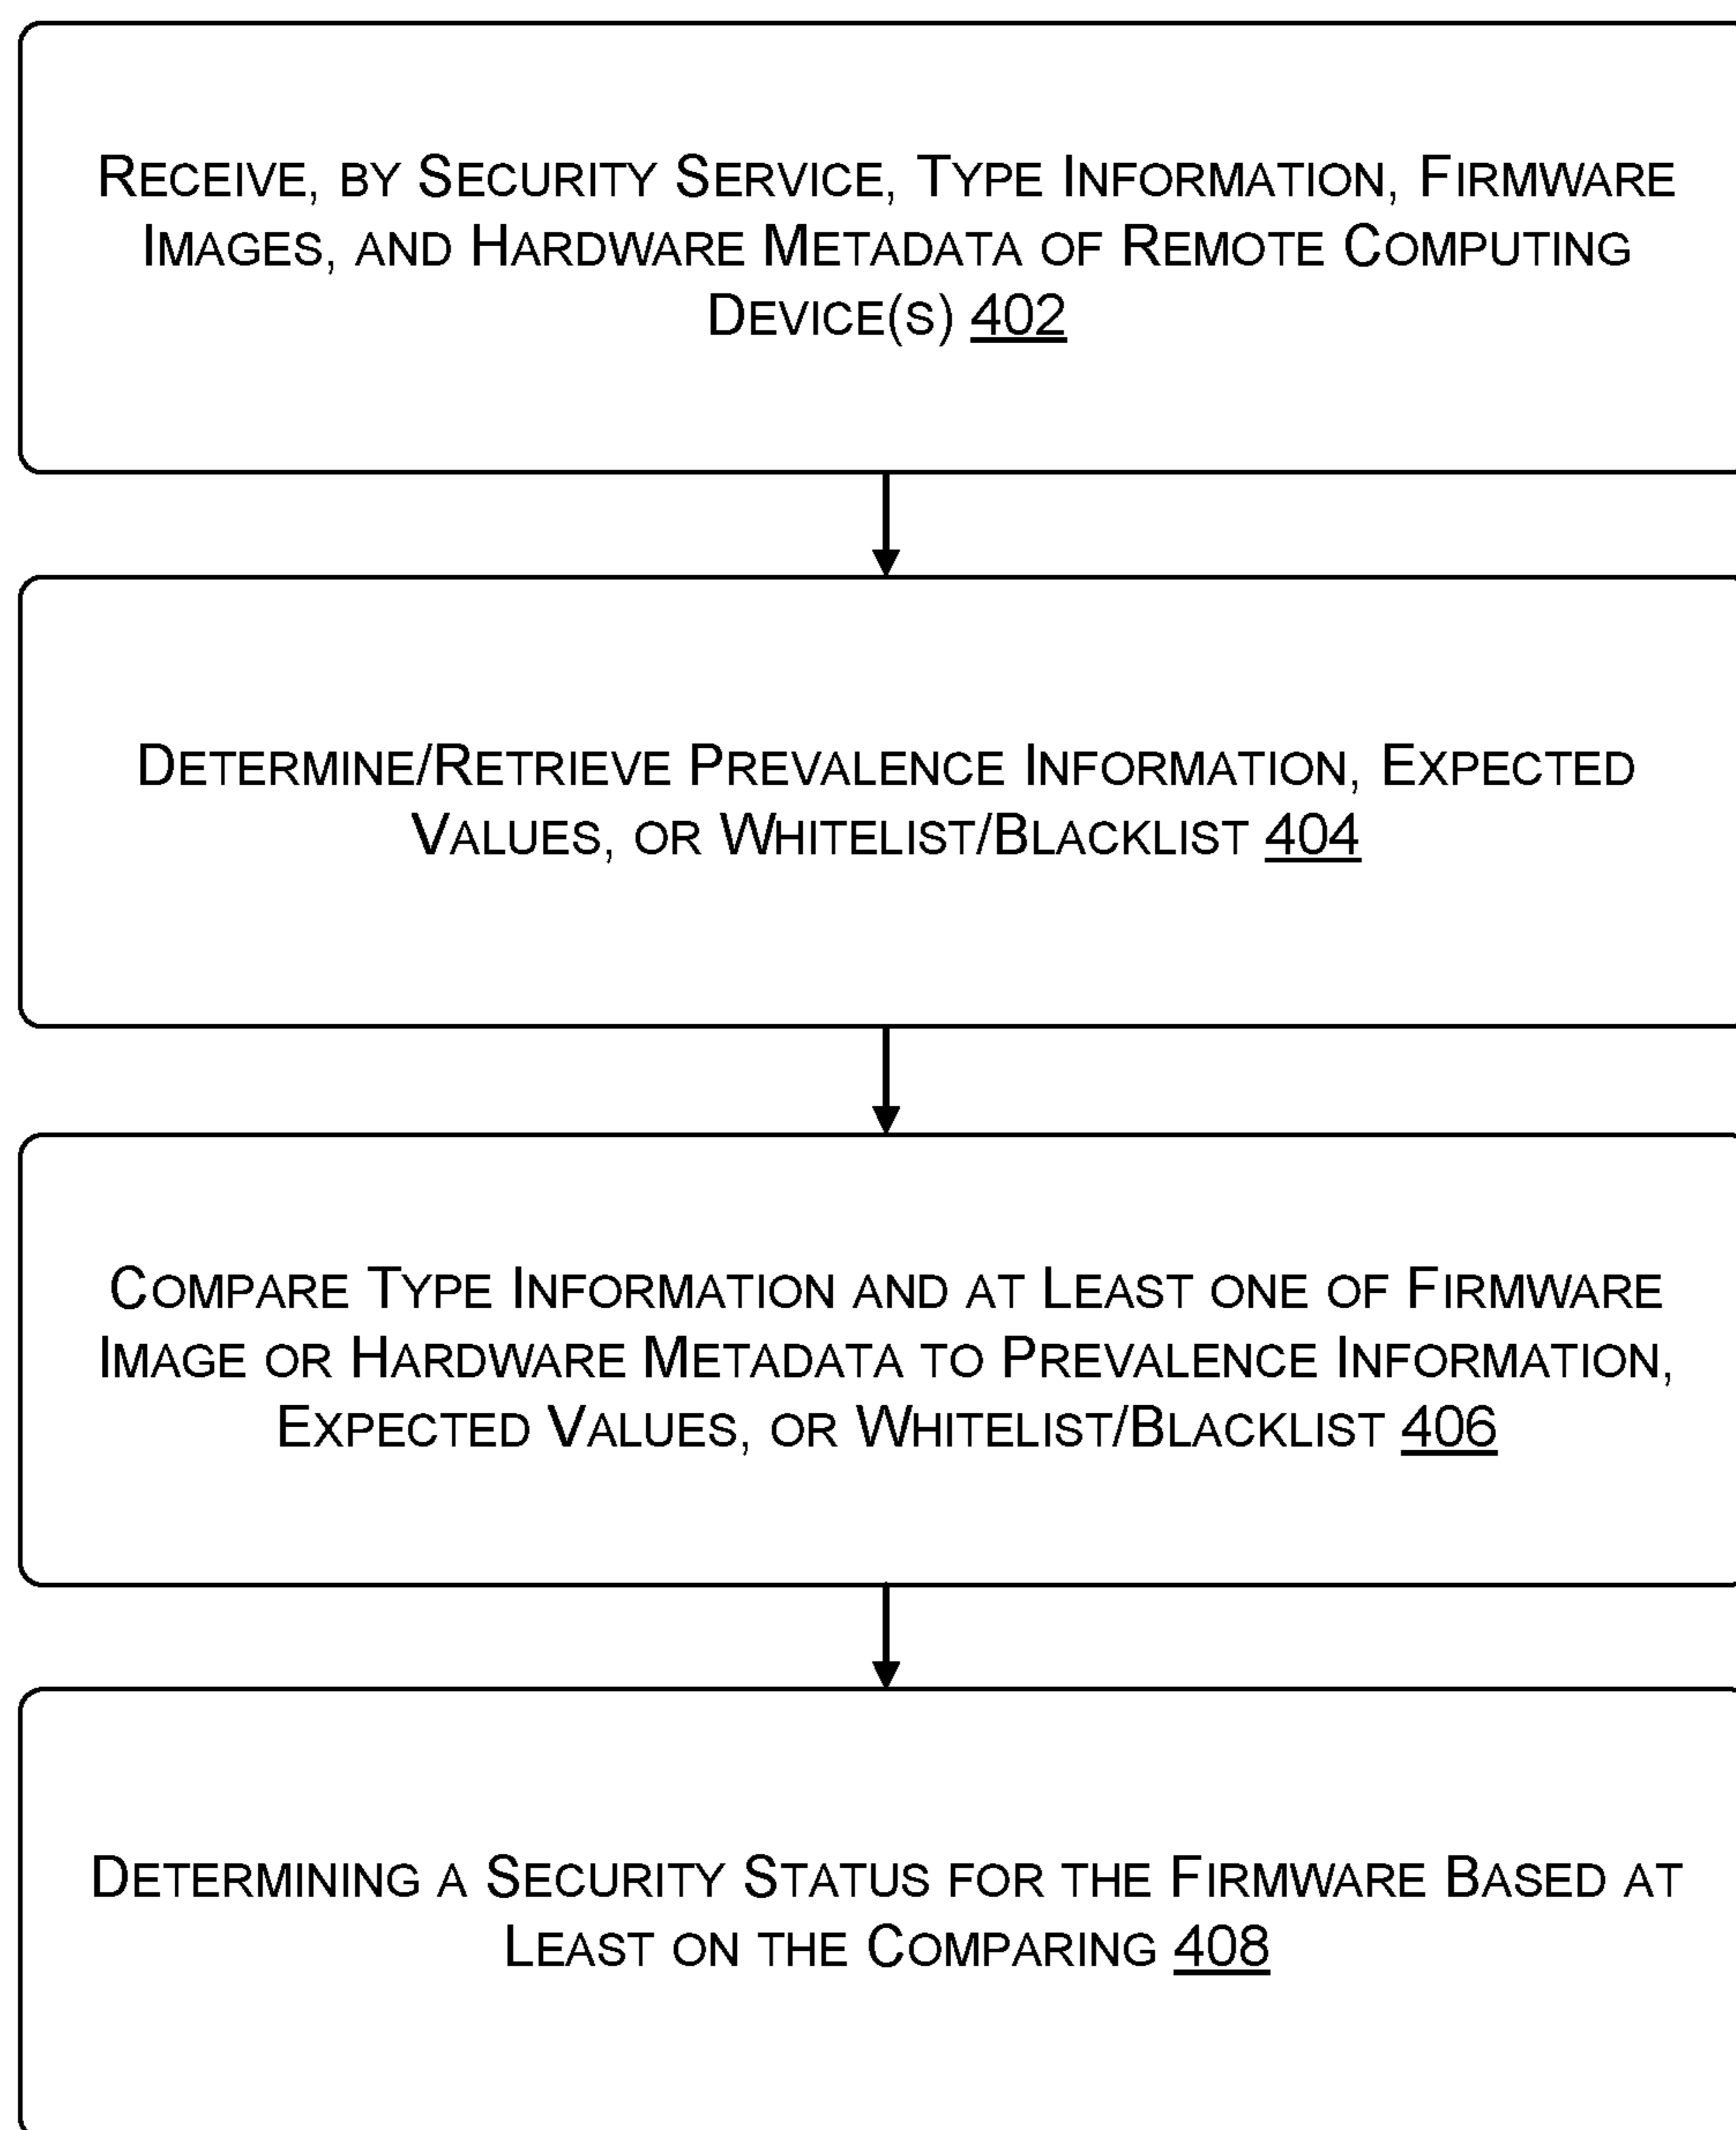 RECEIVE, BY SECURITY SERVICE, TYPE INFORMATION, FIRMWARE
IMAGES, AND HARDWARE METADATA OF REMOTE COMPUTING
DEVICE(S) 402
DETERMINE/RETRIEVE PREVALENCE INFORMATION, EXPECTED
VALUES, OR WHITELIST/BLACKLIST 404
COMPARE TYPE INFORMATION AND AT LEAST ONE OF FIRMWARE
IMAGE OR HARDWARE METADATA TO PREVALENCE INFORMATION,
EXPECTED VALUES, OR WHITELIST/BLACKLIST 406
DETERMINING A SECURITY STATUS FOR THE FIRMWARE BASED AT
LEAST ON THE COMPARING 408